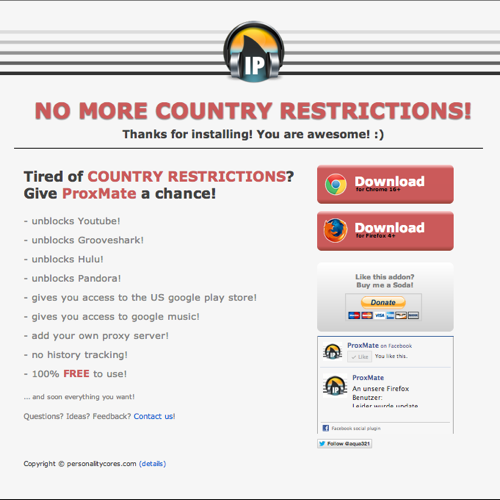 IP
NO MORE COUNTRY RESTRICTIONS!
Thanks for installing! You are awesome! :)
Tired of COUNTRY RESTRICTIONS?
Give ProxMate a chance!
- unblocks Youtube!
- unblocks Grooveshark!
- unblocks Hulu!
- unblocks Pandora!
- gives you access to the US google play store!
- gives you access to google music!
- add your own proxy server!
- no history tracking!
- 100% FREE to use!
... and soon everything you want!
Questions? Ideas? Feedback? Contact us!
Download
for Chrome 16+
Download
for Firefox 4+
Like this addon?
Buy me a Soda!
Donate
VISA
ProxMate on Facebook
Like You like this.
ProxMate
An unsere Firefox
Benutzer:
Leider wurde update
Facebook social plugin
Follow @aqua321
Copyright © personalitycores.com (details)